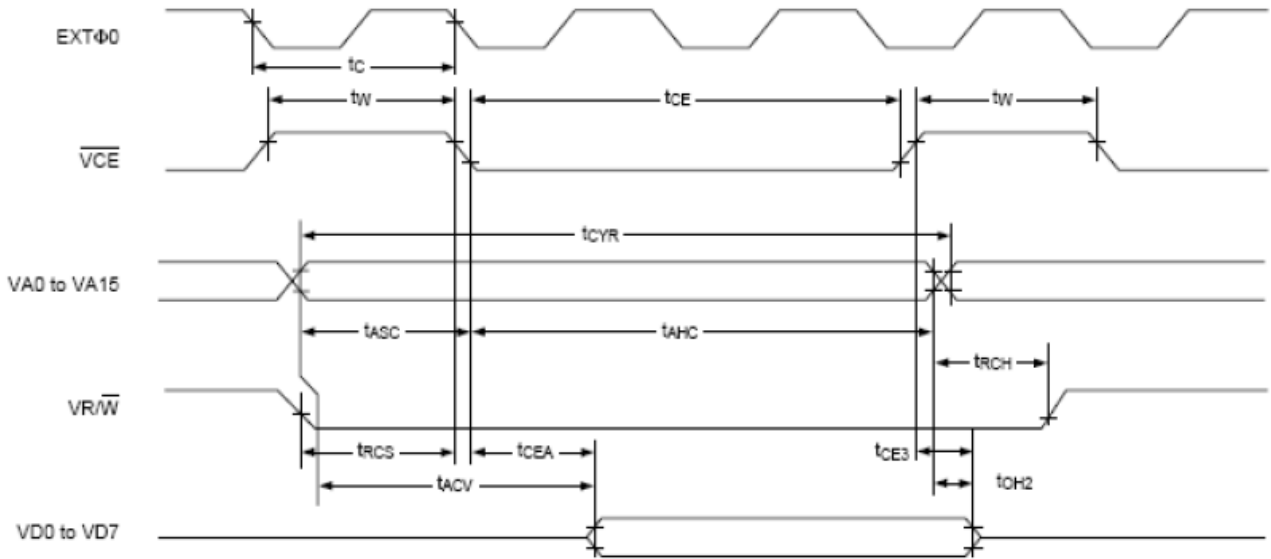 EXTΦ0
tC
tW
tCE
tW
VCE
tCYR
VA0 to VA15
tASC
tAHC
tRCH
VR/W
tRCS
tCEA
tCE3
tACV
tOH2
VD0 to VD7